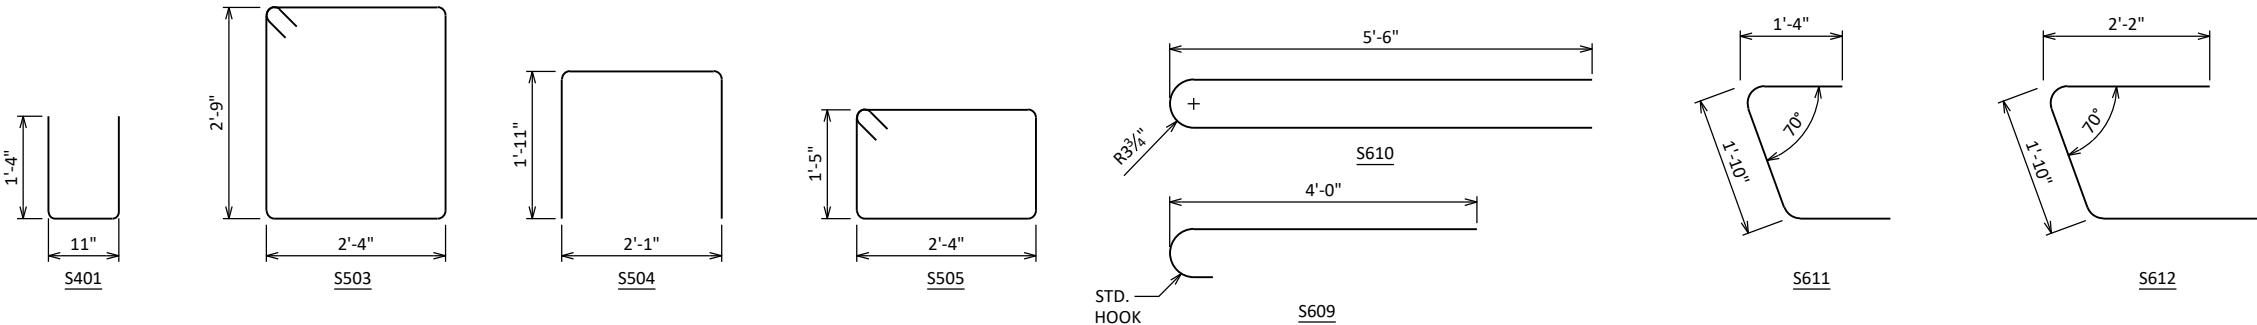 1'-4"
11"
S401
2'-9"
2'-4"
S503
1'-11"
2'-1"
S504
1'-5"
2'-4"
S505
5'-6"
R3¾"
S610
4'-0"
STD.
HOOK
S609
1'-4"
70°
1'-10"
S611
2'-2"
70°
1'-10"
S612